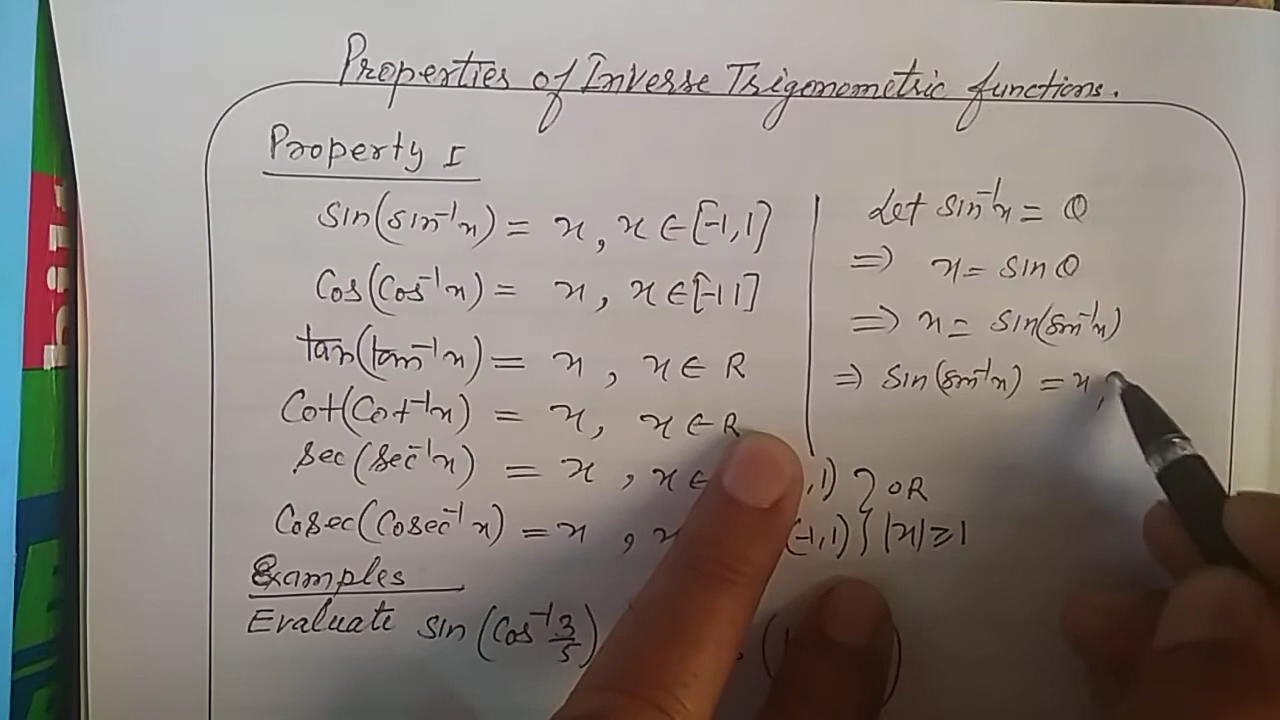 Properties of Inverse Trigonometric functions.
Property I
sin(sin⁻¹x) = x, x ∈ [-1,1]
Cos(Cos⁻¹x) = x, x ∈ [-1 1]
tan(tan⁻¹x) = x, x ∈ R
Cot(Cot⁻¹x) = x, x ∈ R
Sec(Sec⁻¹x) = x, x ∈ ,1) } OR
Cosec(Cosec⁻¹x) = x, x (-1,1) } |x| ≥ 1
Let sin⁻¹x = θ
⇒ x = sin θ
⇒ x = sin(sin⁻¹x)
⇒ sin(sin⁻¹x) = x,
Examples
Evaluate sin(Cos⁻¹ 3/5)